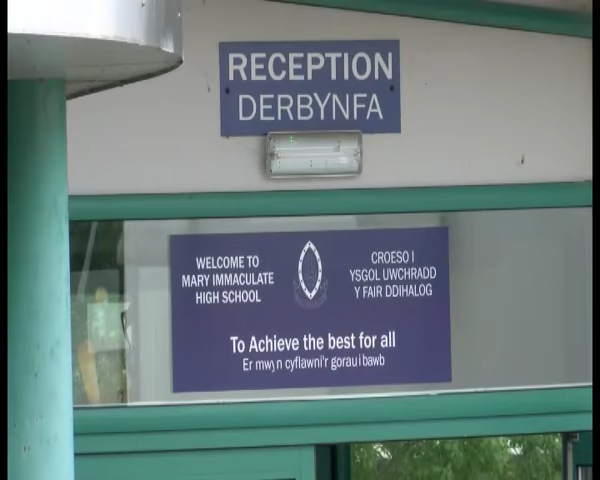 RECEPTION
DERBYNFA
WELCOME TO
MARY IMMACULATE
HIGH SCHOOL
CROESO I
YSGOL UWCHRADD
Y FAIR DDIHALOG
To Achieve the best for all
Er mwyn cyflawni'r gorau i bawb